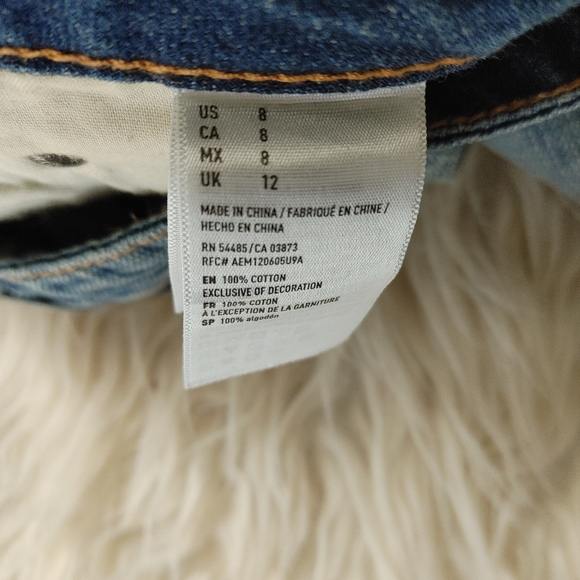 US 8
CA 8
MX 8
UK 12
MADE IN CHINA / FABRIQUÉ EN CHINE /
HECHO EN CHINA
RN 54485/CA 03873
RFC# AEM120605U9A
EN 100% COTTON
EXCLUSIVE OF DECORATION
FR 100% COTON
À L'EXCEPTION DE LA GARNITURE
SP 100% algodón